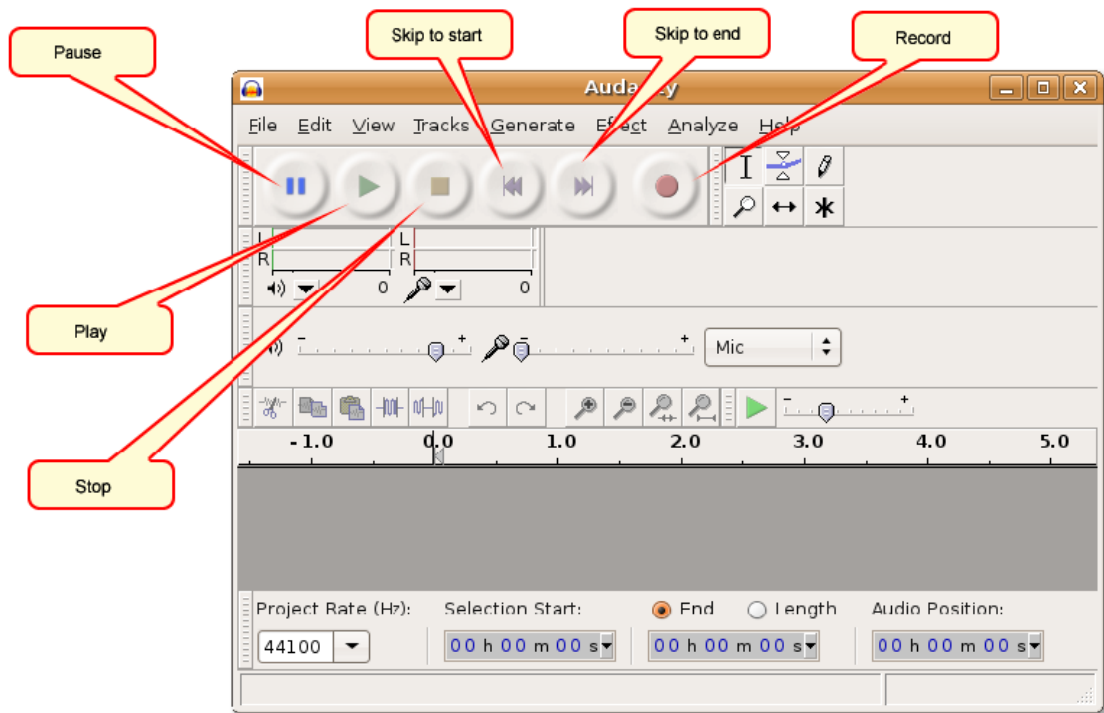 Pause
Skip to start
Skip to end
Record
Audacity
File Edit View Tracks Generate Effect Analyze Help
L
R
L
R
0
0
Play
- +
- +
Mic
- +
-1.0 0.0 1.0 2.0 3.0 4.0 5.0
Stop
Project Rate (Hz): Selection Start: End Length Audio Position:
44100 00 h 00 m 00 s 00 h 00 m 00 s 00 h 00 m 00 s